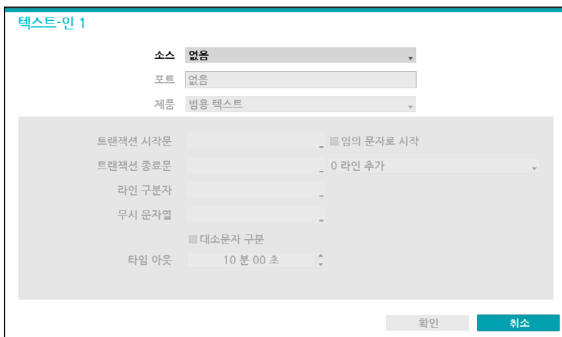 텍스트-인 1
소스 없음
포트 없음
제품 범용 텍스트
트랜잭션 시작문 임의 문자로 시작
트랜잭션 종료문 0 라인 추가
라인 구분자
무시 문자열
대소문자 구분
타임 아웃 10 분 00 초
확인 취소